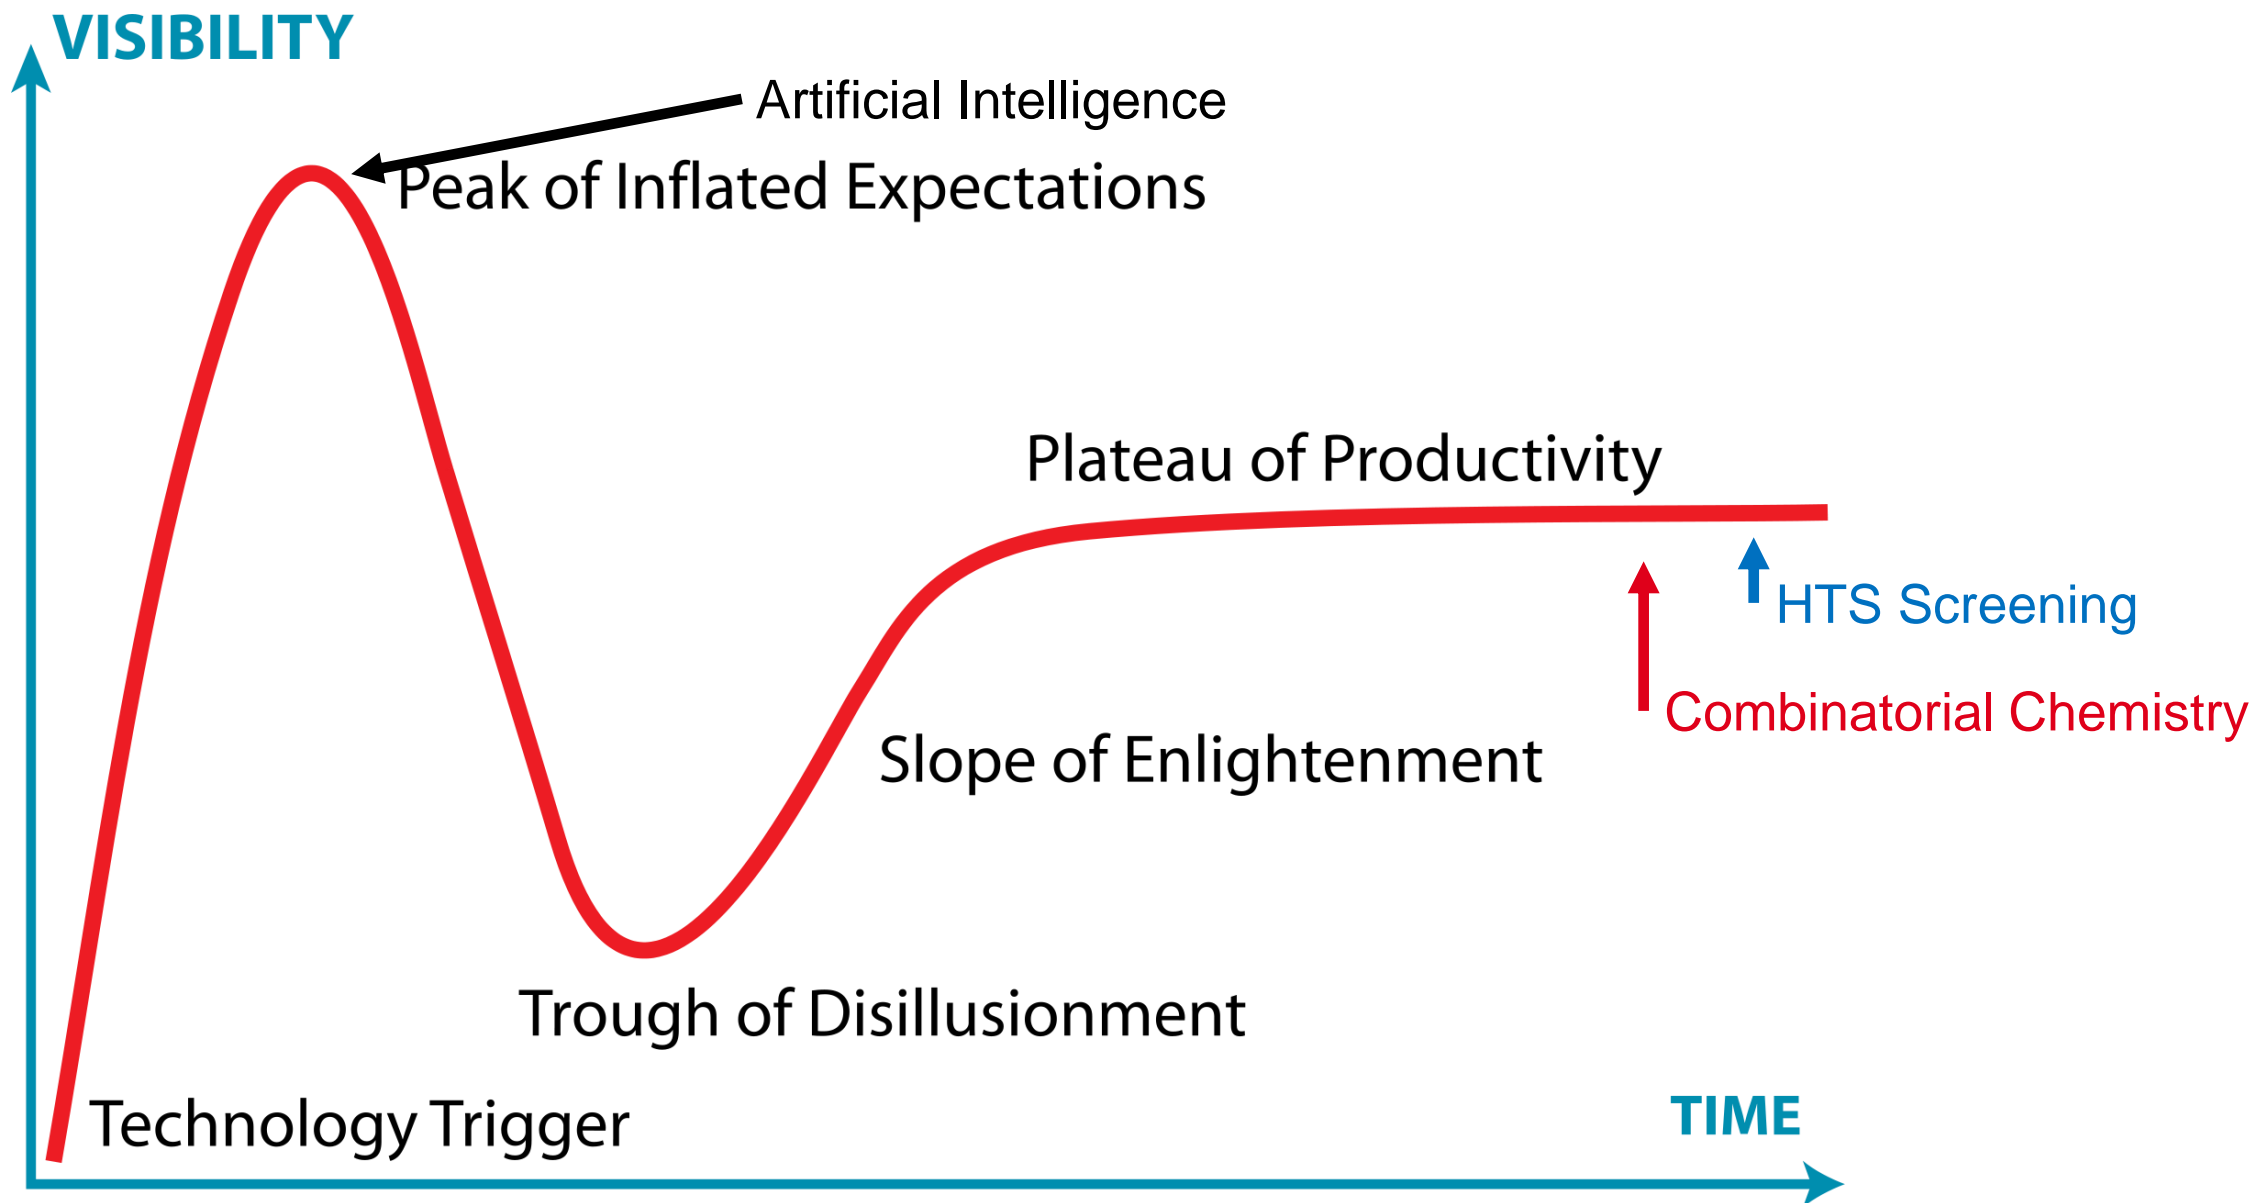 VISIBILITY
Artificial Intelligence
Peak of Inflated Expectations
Plateau of Productivity
HTS Screening
Combinatorial Chemistry
Slope of Enlightenment
Trough of Disillusionment
Technology Trigger
TIME